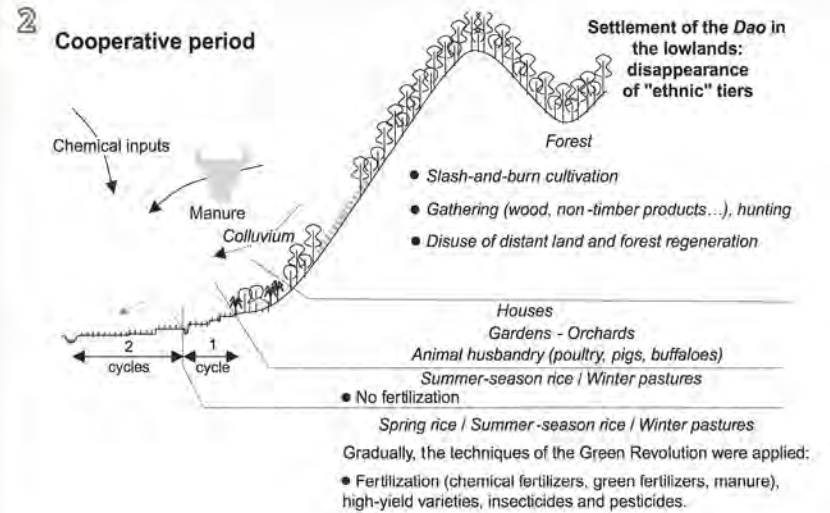 2
Cooperative period
Settlement of the Dao in
the lowlands:
disappearance
of "ethnic" tiers
Chemical inputs
Manure
Colluvium
Forest
● Slash-and-burn cultivation
● Gathering (wood, non-timber products...), hunting
● Disuse of distant land and forest regeneration
2
cycles
1
cycle
Houses
Gardens - Orchards
Animal husbandry (poultry, pigs, buffaloes)
Summer-season rice / Winter pastures
● No fertilization
Spring rice / Summer-season rice / Winter pastures
Gradually, the techniques of the Green Revolution were applied:
● Fertilization (chemical fertilizers, green fertilizers, manure),
high-yield varieties, insecticides and pesticides.